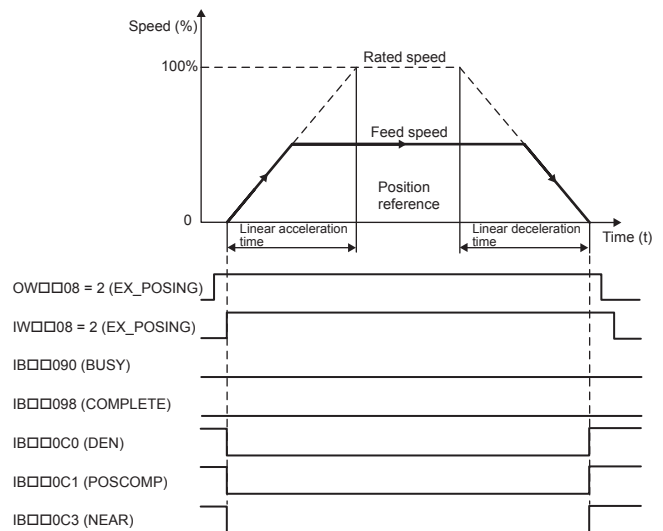 Speed (%)
100%
Rated speed
Feed speed
Position
reference
0
Linear acceleration
time
Linear deceleration
time
Time (t)
OW□□08 = 2 (EX_POSING)
IW□□08 = 2 (EX_POSING)
IB□□090 (BUSY)
IB□□098 (COMPLETE)
IB□□0C0 (DEN)
IB□□0C1 (POSCOMP)
IB□□0C3 (NEAR)